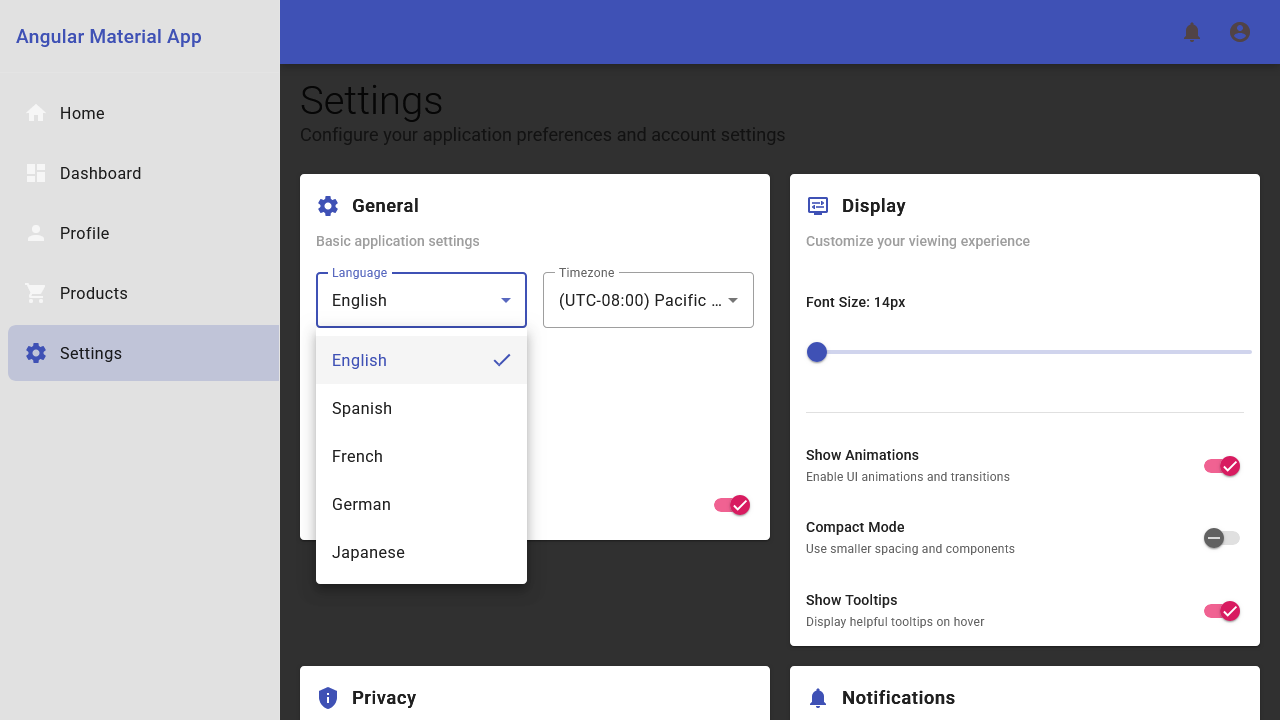 Angular Material App
Home
Dashboard
Profile
Products
Settings
Settings
Configure your application preferences and account settings
General
Basic application settings
Language
English
Timezone
(UTC-08:00) Pacific ...
English
Spanish
French
German
Japanese
Display
Customize your viewing experience
Font Size: 14px
Show Animations
Enable UI animations and transitions
Compact Mode
Use smaller spacing and components
Show Tooltips
Display helpful tooltips on hover
Privacy
Notifications